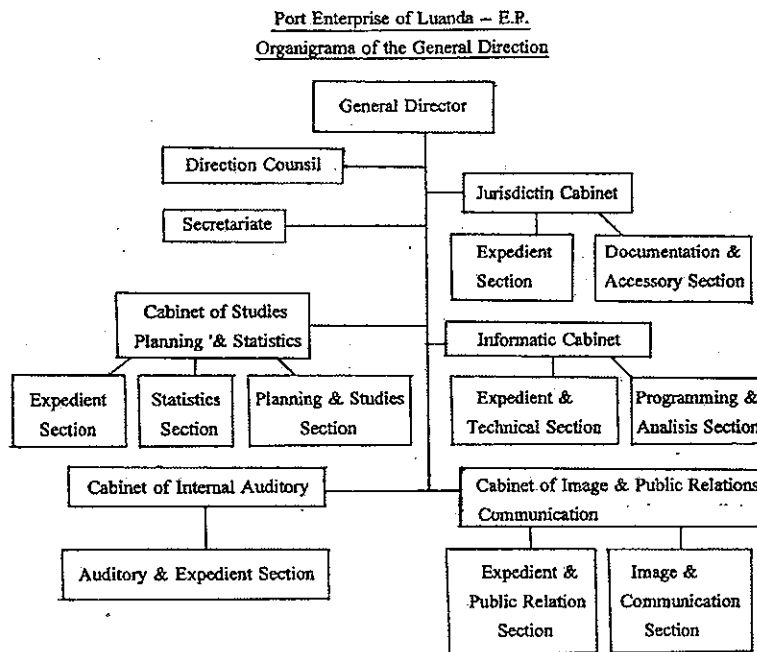 Port Enterprise of Luanda – E.P.
Organigrama of the General Direction
General Director
Direction Counsil
Jurisdictin Cabinet
Secretariate
Expedient
Section
Documentation &
Accessory Section
Cabinet of Studies
Planning '& Statistics
Informatic Cabinet
Expedient
Section
Statistics
Section
Planning & Studies
Section
Expedient &
Technical Section
Programming &
Analisis Section
Cabinet of Internal Auditory
Cabinet of Image & Public Relations
Communication
Auditory & Expedient Section
Expedient &
Public Relation
Section
Image &
Communication
Section